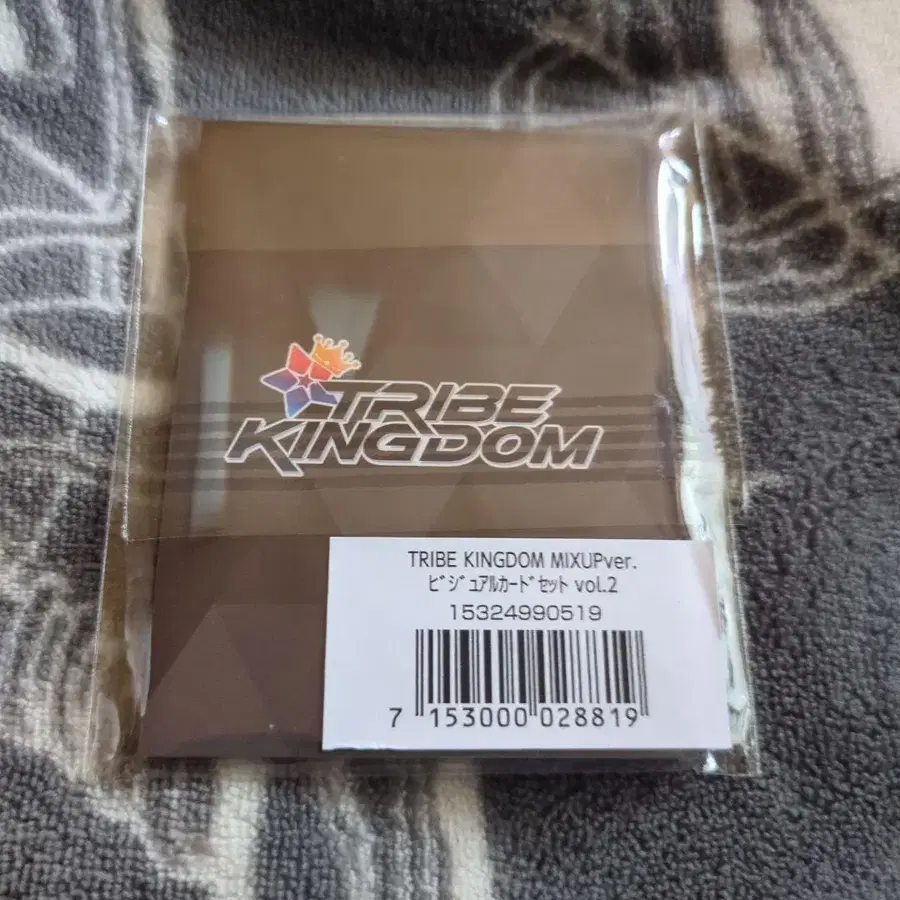 TRIBE
KINGDOM
TRIBE KINGDOM MIXUPver.
ﾋﾞｼﾞｭｱﾙｶｰﾄﾞｾｯﾄ vol.2
15324990519
7 153000 028819